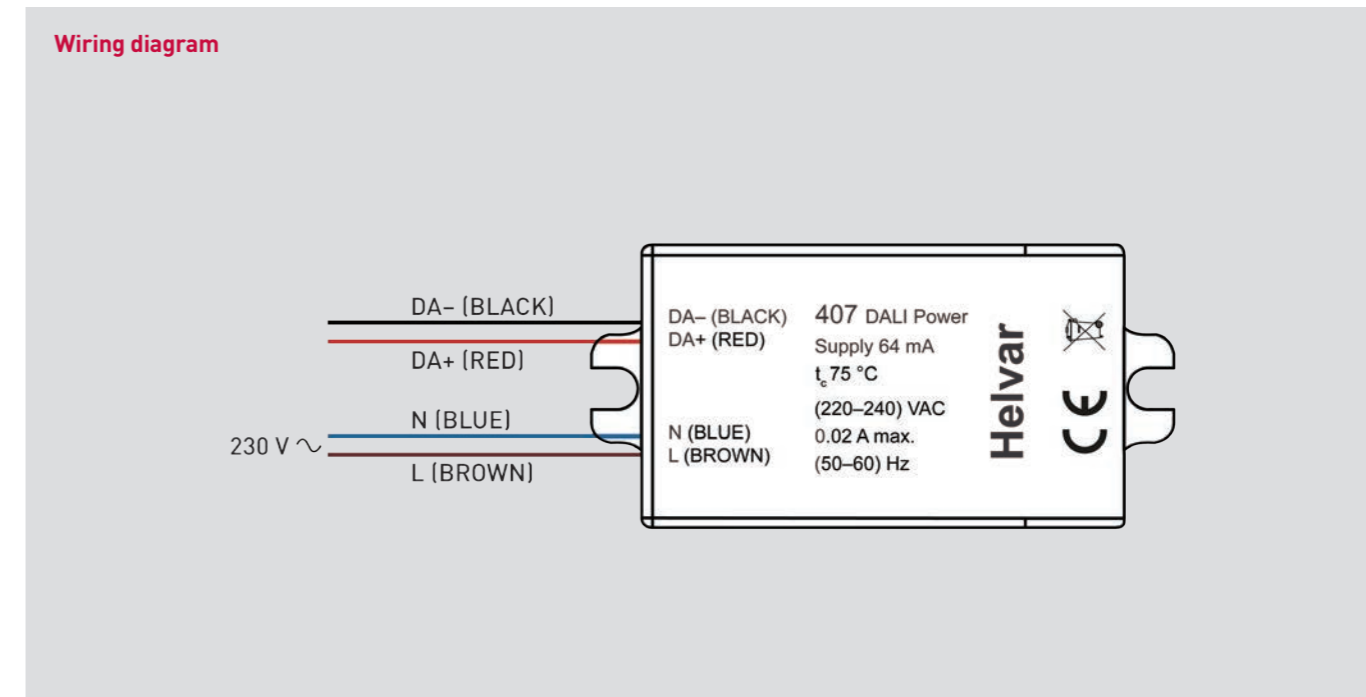 Wiring diagram
DA– (BLACK)
DA+ (RED)
N (BLUE)
230 V ~
L (BROWN)
DA– (BLACK)
DA+ (RED)
N (BLUE)
L (BROWN)
407 DALI Power
Supply 64 mA
tc 75 °C
(220–240) VAC
0.02 A max.
(50–60) Hz
Helvar
CE